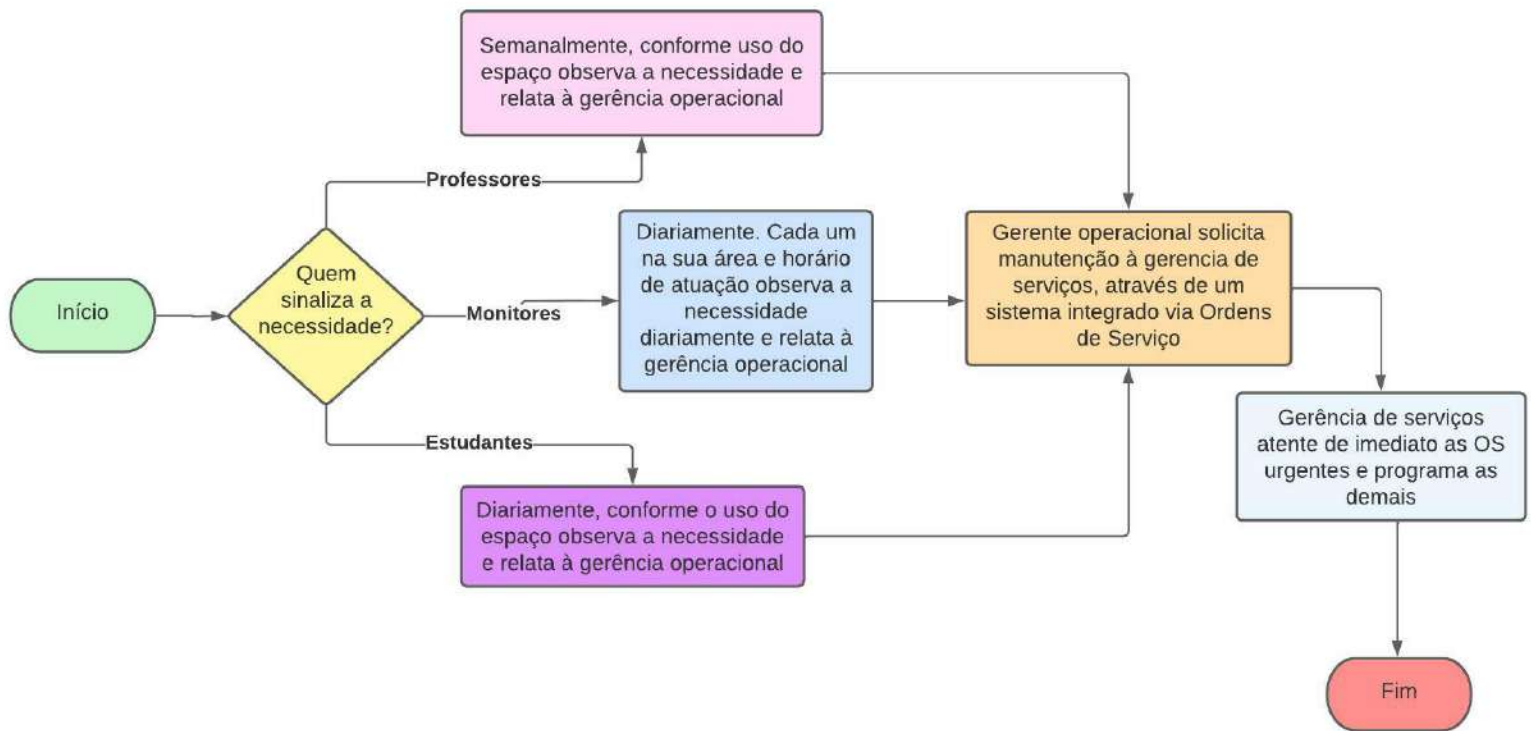 Semanalmente, conforme uso do
espaço observa a necessidade e
relata à gerência operacional
Professores
Início
Quem
sinaliza a
necessidade?
Monitores
Diariamente. Cada um
na sua área e horário
de atuação observa a
necessidade
diariamente e relata à
gerência operacional
Gerente operacional solicita
manutenção à gerencia de
serviços, através de um
sistema integrado via Ordens
de Serviço
Estudantes
Diariamente, conforme o uso do
espaço observa a necessidade
e relata à gerência operacional
Gerência de serviços
atente de imediato as OS
urgentes e programa as
demais
Fim